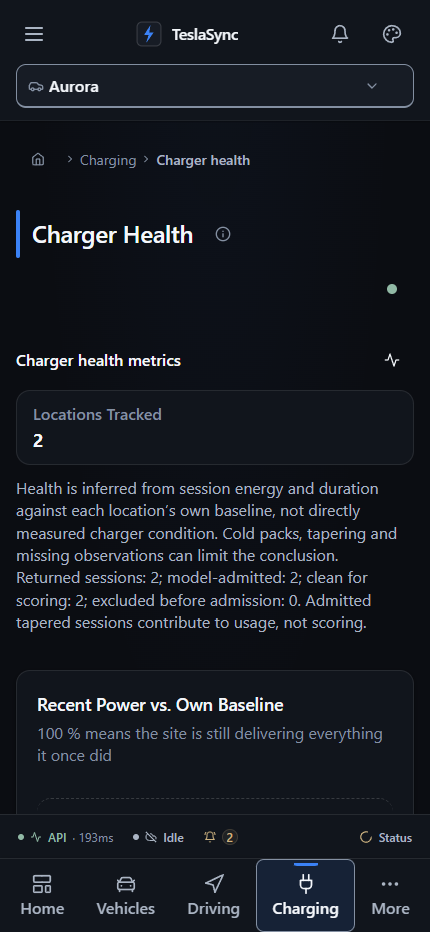 TeslaSync
Aurora
Charging
Charger health
Charger Health
Charger health metrics
Locations Tracked
2
Health is inferred from session energy and duration
against each location's own baseline, not directly
measured charger condition. Cold packs, tapering and
missing observations can limit the conclusion.
Returned sessions: 2; model-admitted: 2; clean for
scoring: 2; excluded before admission: 0. Admitted
tapered sessions contribute to usage, not scoring.
Recent Power vs. Own Baseline
100 % means the site is still delivering everything
it once did
API · 193ms
Idle
2
Status
Home
Vehicles
Driving
Charging
More